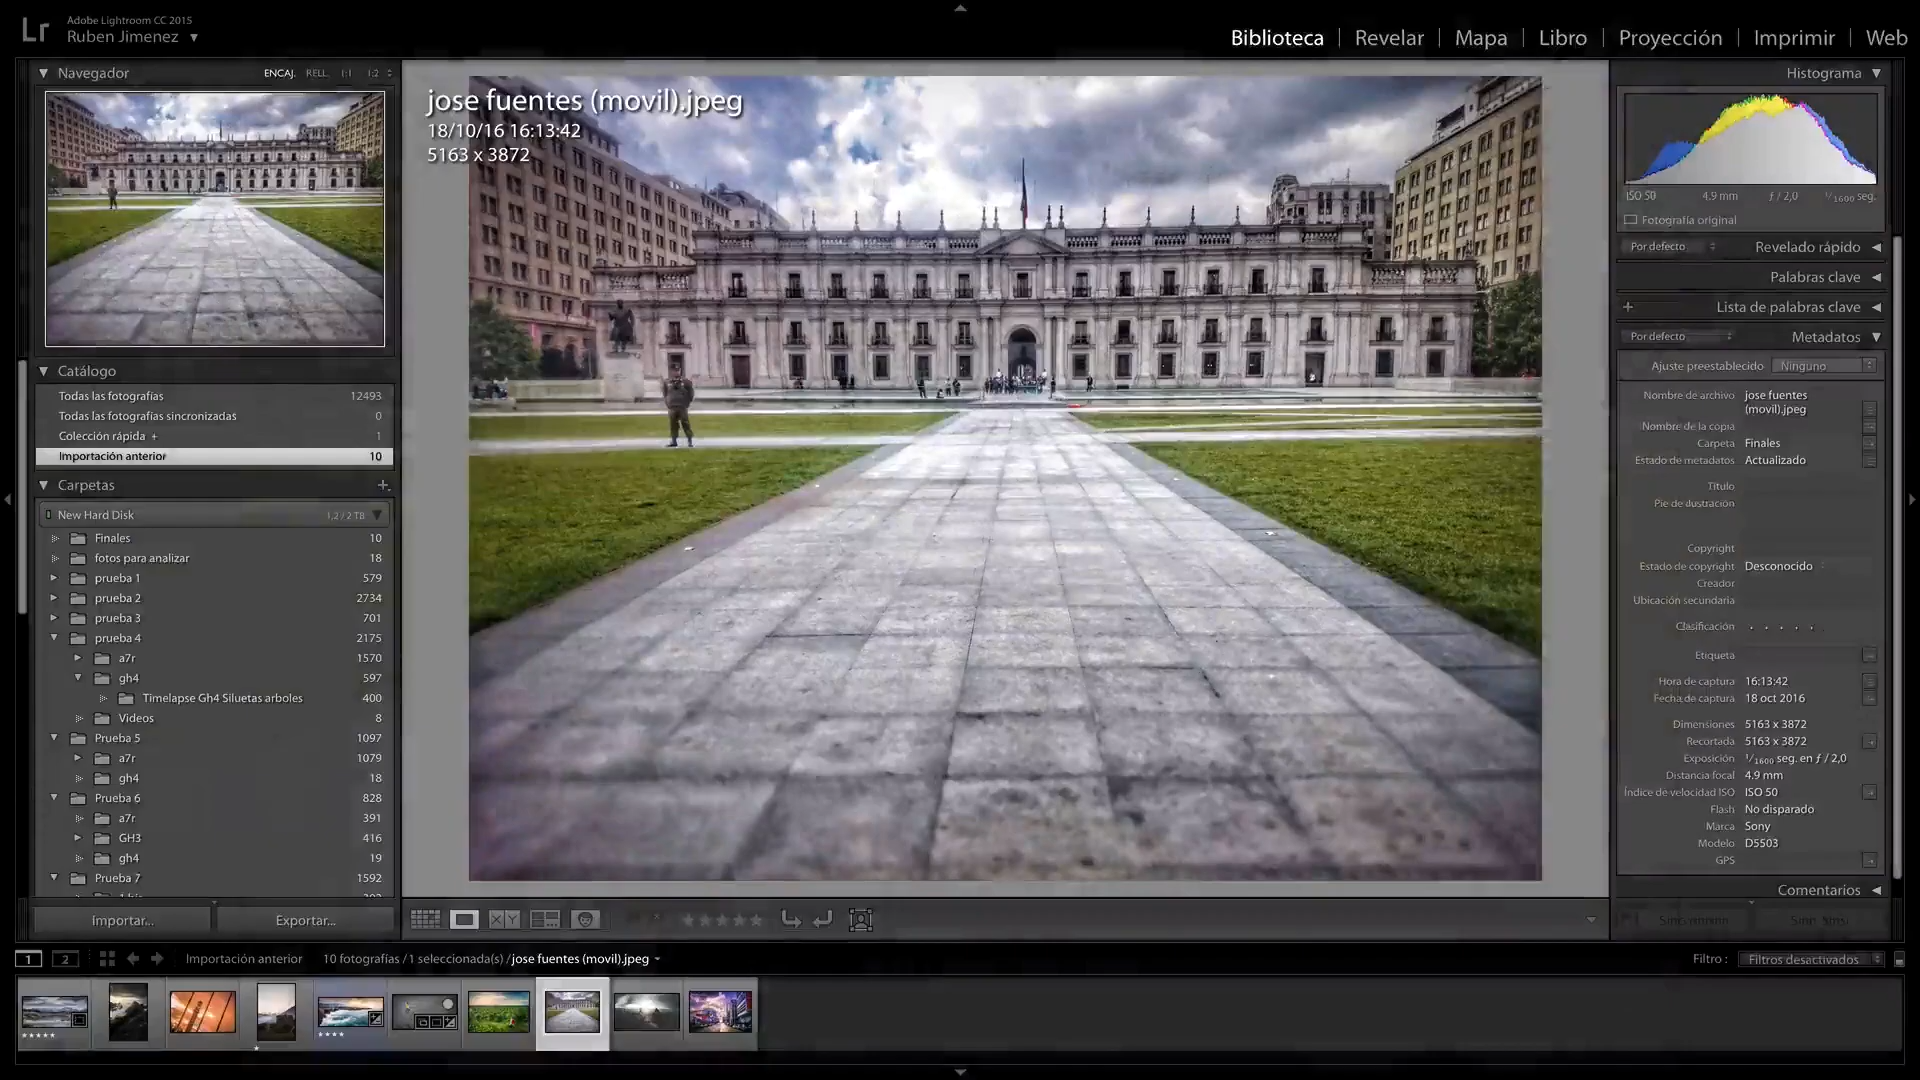 Lr
Adobe Lightroom CC 2015
Ruben Jimenez
Biblioteca
Revelar
Mapa
Libro
Proyección
Imprimir
Web
Navegador
ENCAJ.
RELL.
1:1
1:2
jose fuentes (movil).jpeg
18/10/16 16:13:42
5163 x 3872
Catálogo
Todas las fotografías 12493
Todas las fotografías sincronizadas 0
Colección rápida + 1
Importación anterior 10
Carpetas
New Hard Disk 1,2 / 2 TB
Finales 10
fotos para analizar 18
prueba 1 579
prueba 2 2734
prueba 3 701
prueba 4 2175
a7r 1570
gh4 597
Timelapse Gh4 Siluetas arboles 400
Videos 8
Prueba 5 1097
a7r 1079
gh4 18
Prueba 6 828
a7r 391
GH3 416
gh4 19
Prueba 7 1592
Importar...
Exportar...
Histograma
ISO 50 4,9 mm ƒ / 2,0 1/1600 seg.
Fotografía original
Por defecto Revelado rápido
Palabras clave
Lista de palabras clave
Por defecto Metadatos
Ajuste preestablecido Ninguno
Nombre de archivo jose fuentes
(movil).jpeg
Nombre de la copia
Carpeta Finales
Estado de metadatos Actualizado
Título
Pie de ilustración
Copyright
Estado de copyright Desconocido
Creador
Ubicación secundaria
Clasificación
Etiqueta
Hora de captura 16:13:42
Fecha de captura 18 oct 2016
Dimensiones 5163 x 3872
Recortada 5163 x 3872
Exposición 1/1600 seg. en ƒ / 2,0
Distancia focal 4,9 mm
Índice de velocidad ISO ISO 50
Flash No disparado
Marca Sony
Modelo D5503
GPS
Comentarios
X Y
1
2
Importación anterior
10 fotografías /1 seleccionada(s) /jose fuentes (movil).jpeg
Filtro :
Filtros desactivados